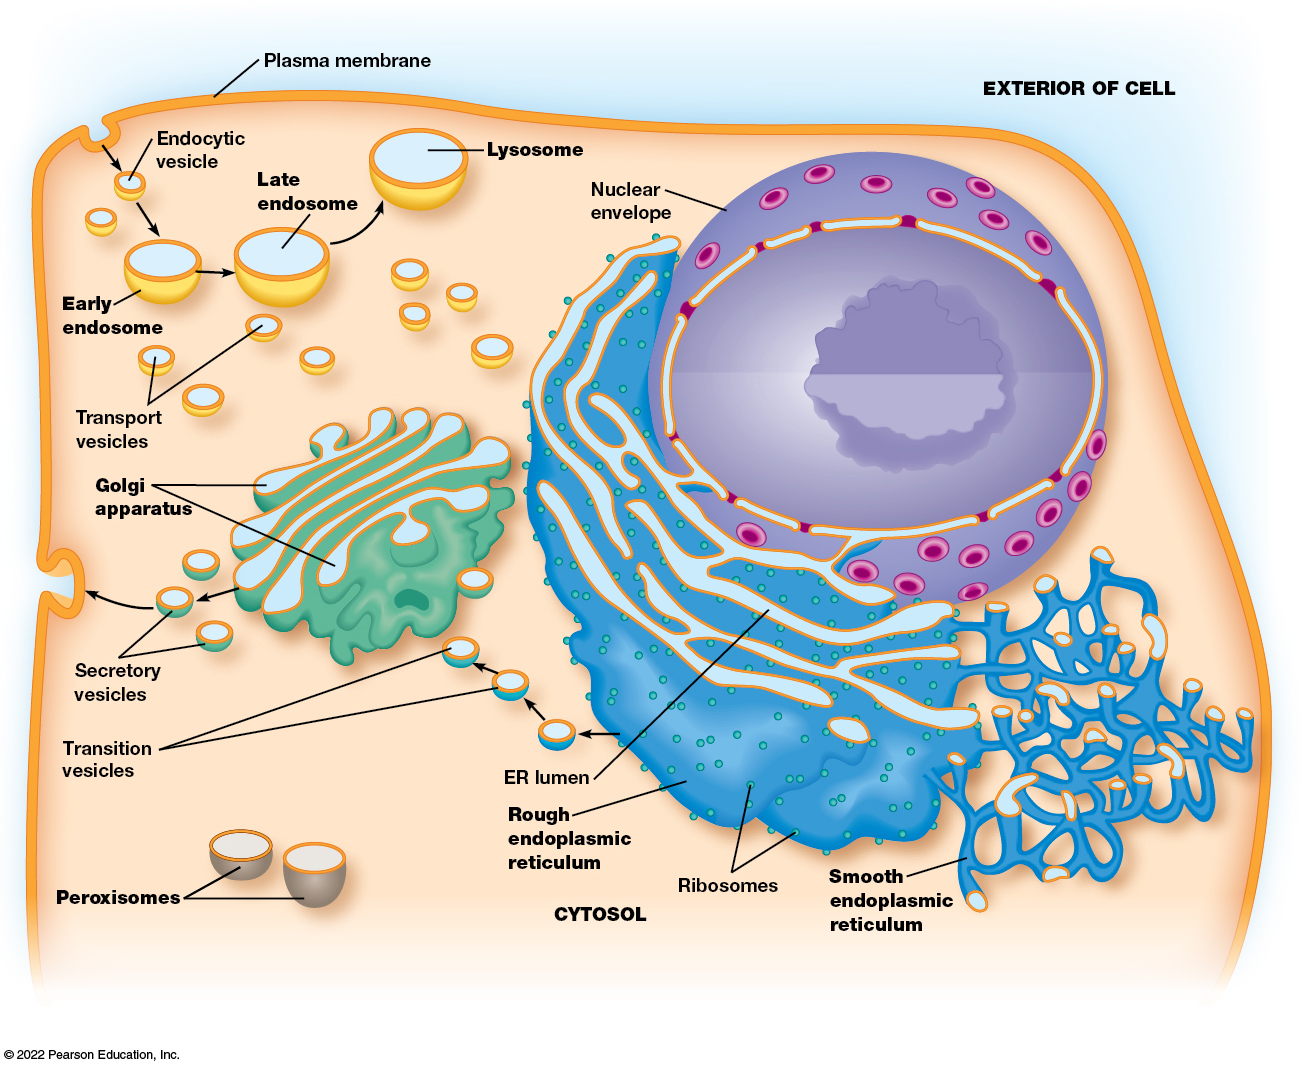 Plasma membrane
EXTERIOR OF CELL
Endocytic
vesicle
Lysosome
Late
endosome
Nuclear
envelope
Early
endosome
Transport
vesicles
Golgi
apparatus
Secretory
vesicles
Transition
vesicles
ER lumen
Rough
endoplasmic
reticulum
Ribosomes
Smooth
endoplasmic
reticulum
Peroxisomes
CYTOSOL
© 2022 Pearson Education, Inc.